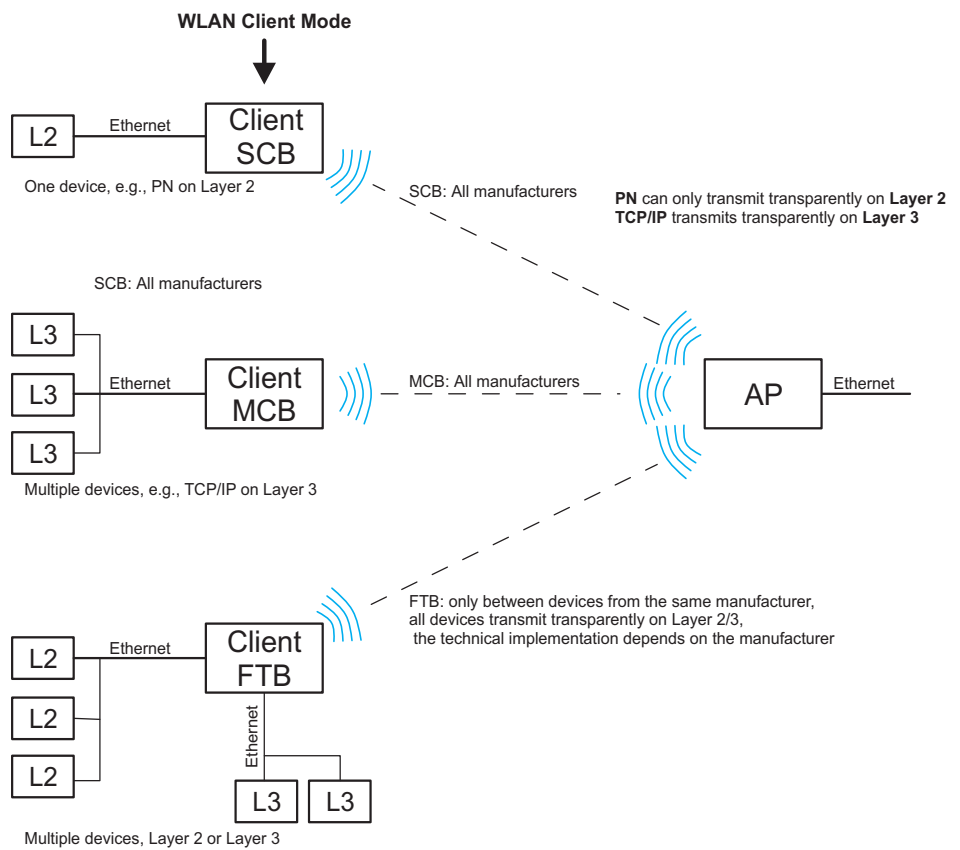 WLAN Client Mode
L2
Ethernet
Client
SCB
One device, e.g., PN on Layer 2
SCB: All manufacturers
PN can only transmit transparently on Layer 2
TCP/IP transmits transparently on Layer 3
SCB: All manufacturers
L3
L3
L3
Ethernet
Client
MCB
MCB: All manufacturers
AP
Ethernet
Multiple devices, e.g., TCP/IP on Layer 3
FTB: only between devices from the same manufacturer,
all devices transmit transparently on Layer 2/3,
the technical implementation depends on the manufacturer
L2
L2
L2
Ethernet
Client
FTB
Ethernet
L3
L3
Multiple devices, Layer 2 or Layer 3